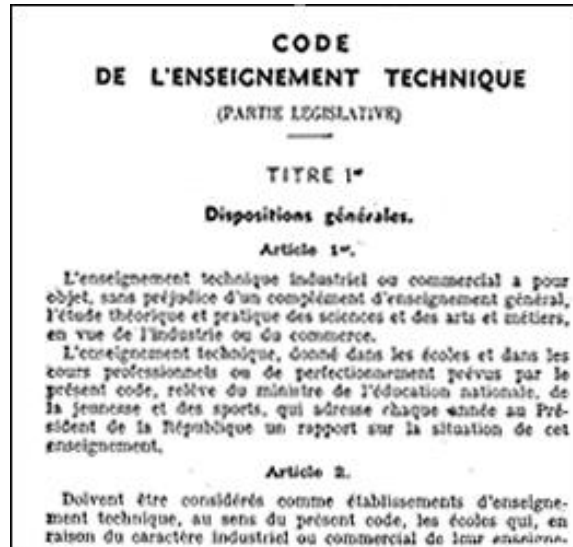 CODE
DE L'ENSEIGNEMENT TECHNIQUE
(PARTIE LEGISLATIVE)
TITRE 1er
Dispositions générales.
Article 1er.
L'enseignement technique industriel ou commercial a pour
objet, sans préjudice d'un complément d'enseignement général,
l'étude théorique et pratique des sciences et des arts et métiers,
en vue de l'industrie ou du commerce.
L'enseignement technique, donné dans les écoles et dans les
cours professionnels ou de perfectionnement prévus par le
présent code, relève du ministre de l'éducation nationale, de
la jeunesse et des sports, qui adresse chaque année au Pré-
sident de la République un rapport sur la situation de cet
enseignement.
Article 2.
Doivent être considérés comme établissements d'enseigne-
ment technique, au sens du présent code, les écoles qui, en
raison du caractère industriel ou commercial de leur enseigne-